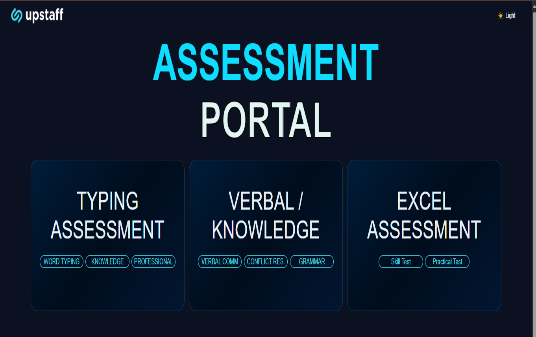 upstaff
Light
ASSESSMENT
PORTAL
TYPING
ASSESSMENT
WORD TYPING KNOWLEDGE PROFESSIONAL
VERBAL /
KNOWLEDGE
VERBAL COMM CONFLICT RES GRAMMAR
EXCEL
ASSESSMENT
Skill Test Practical Test